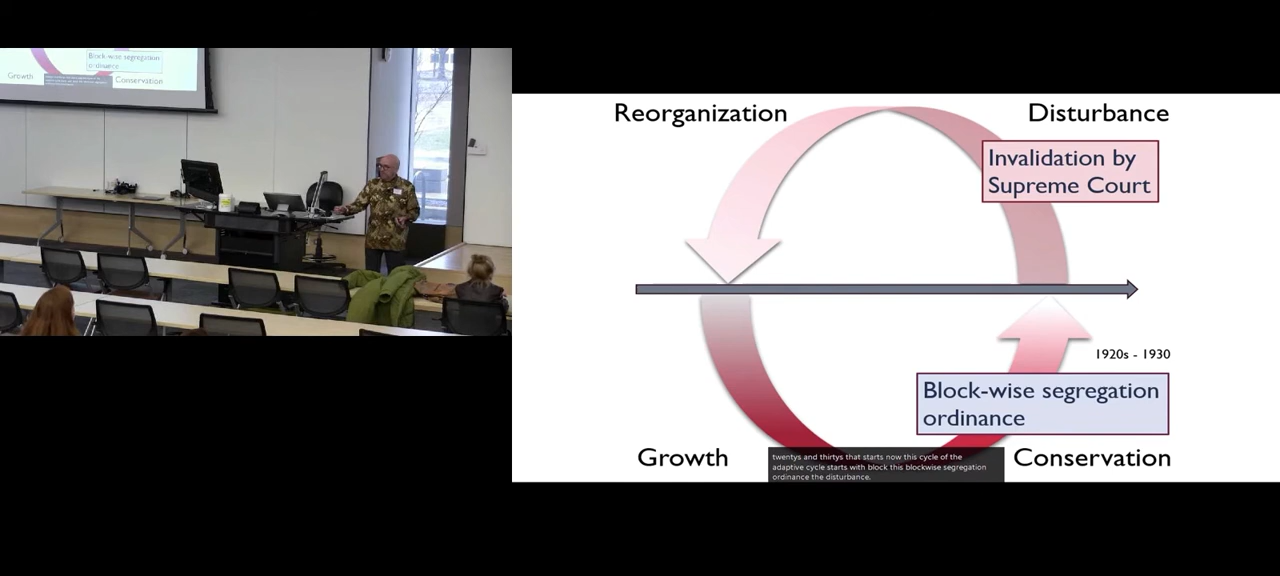 Block-wise segregation
ordinance
Growth
Conservation
Reorganization
Disturbance
Invalidation by
Supreme Court
1920s - 1930
Block-wise segregation
ordinance
Growth
Conservation
twentys and thirtys that starts now this cycle of the
adaptive cycle starts with block this blockwise segregation
ordinance the disturbance.